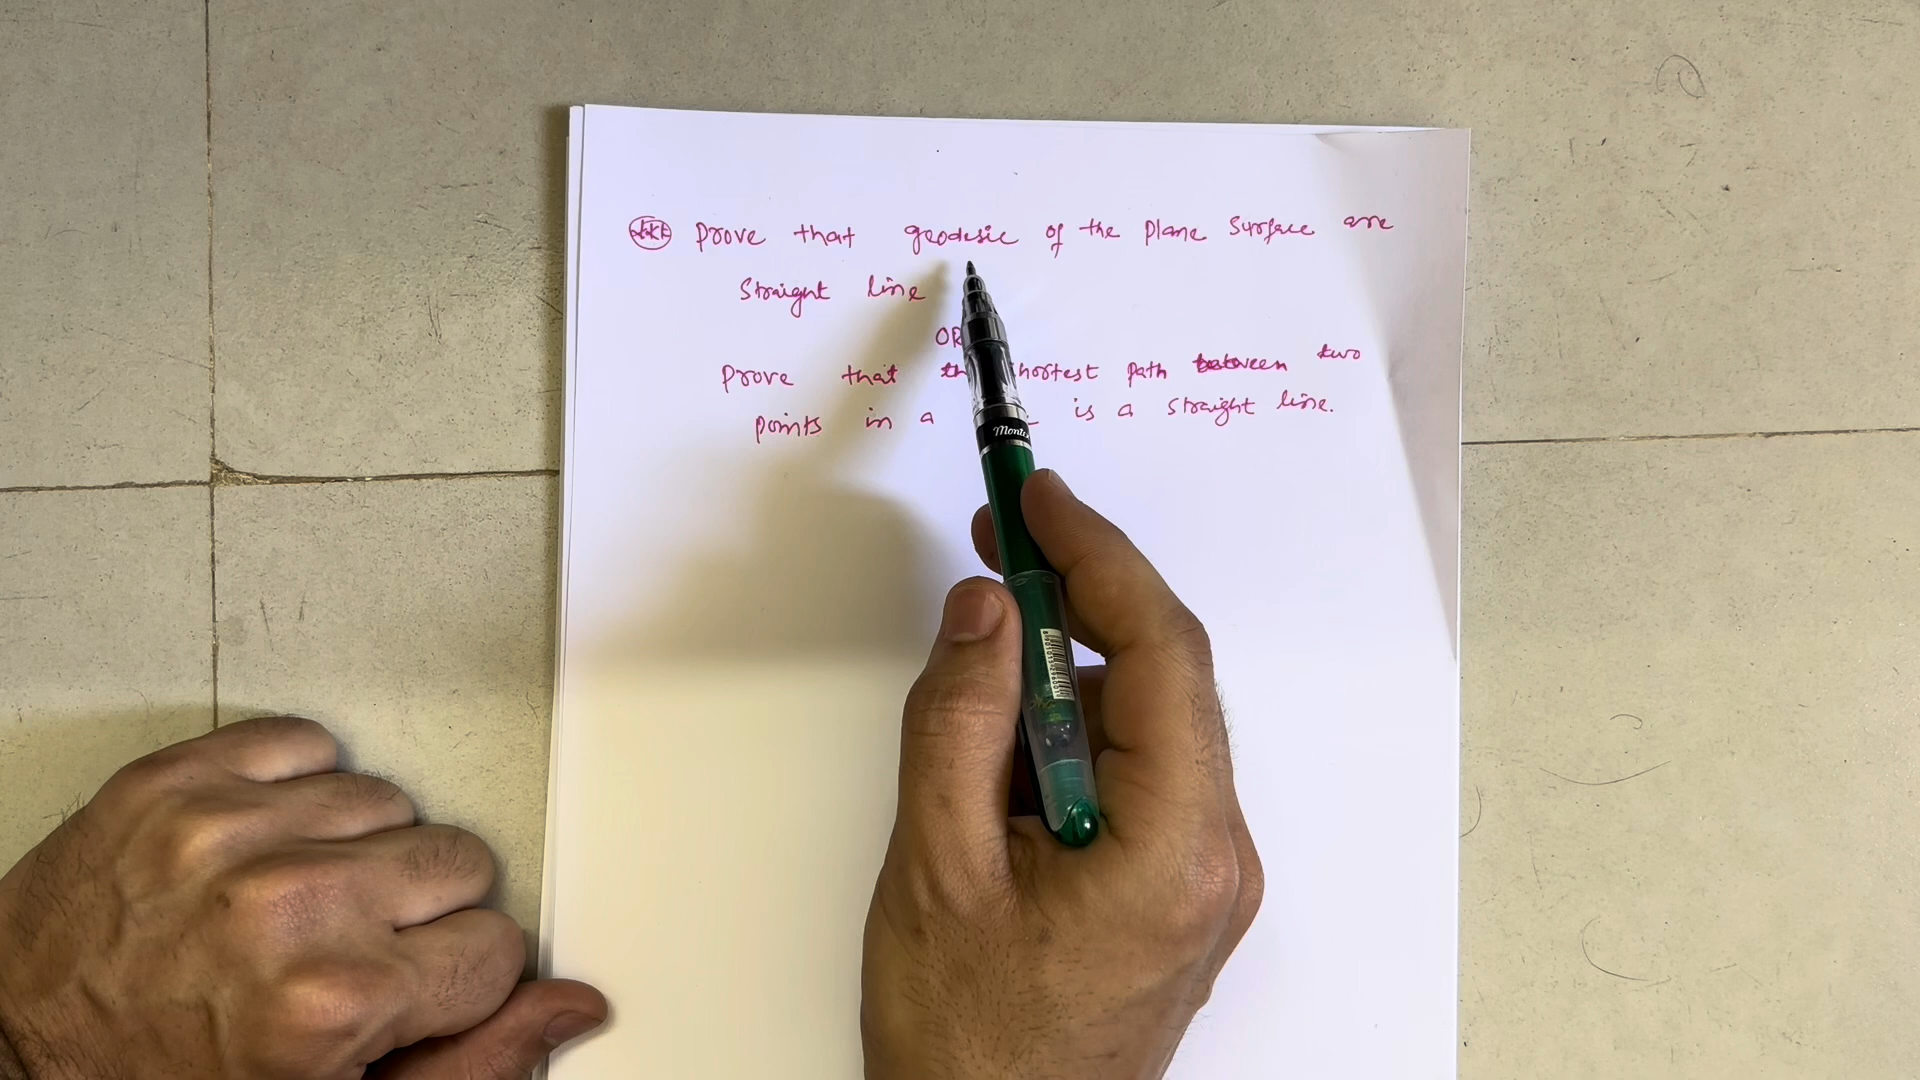 Prove that geodesic of the plane surface are
straight line
OR
Prove that shortest path between two
points in a is a straight line.
Monte